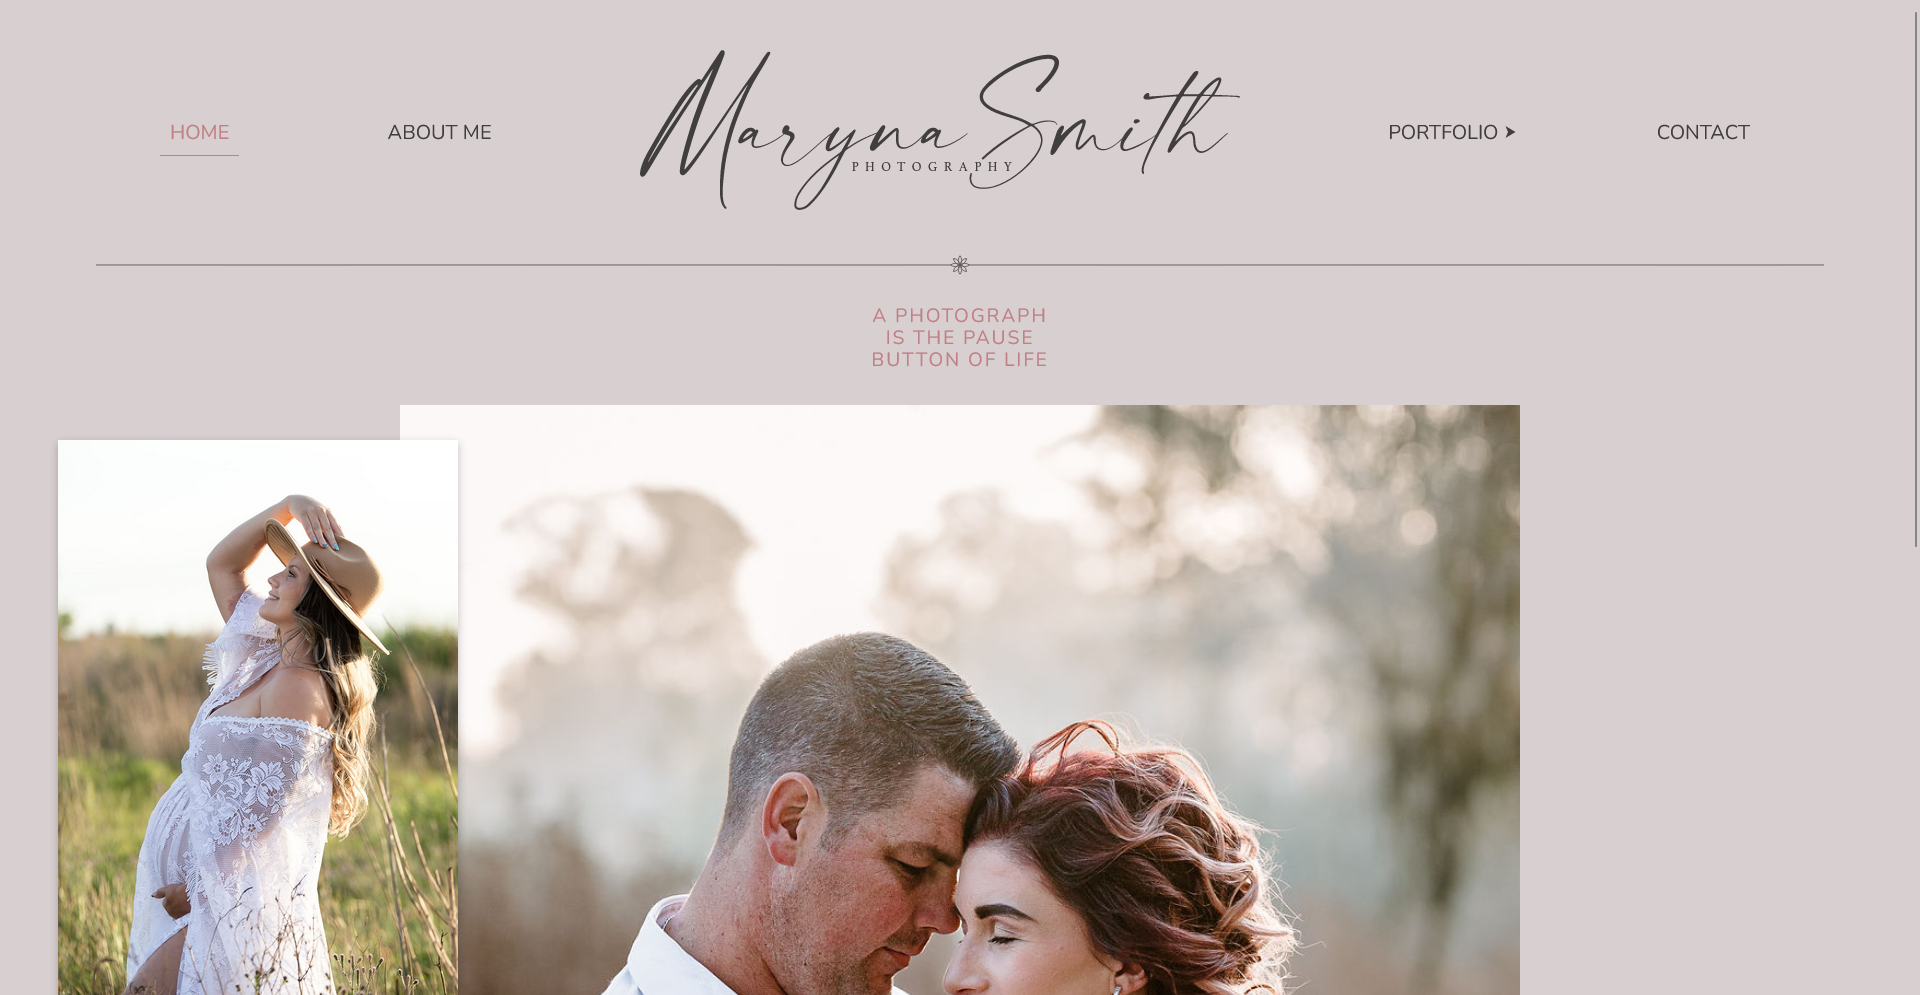 HOME
ABOUT ME
Maryna Smith
PHOTOGRAPHY
PORTFOLIO
CONTACT
A PHOTOGRAPH
IS THE PAUSE
BUTTON OF LIFE